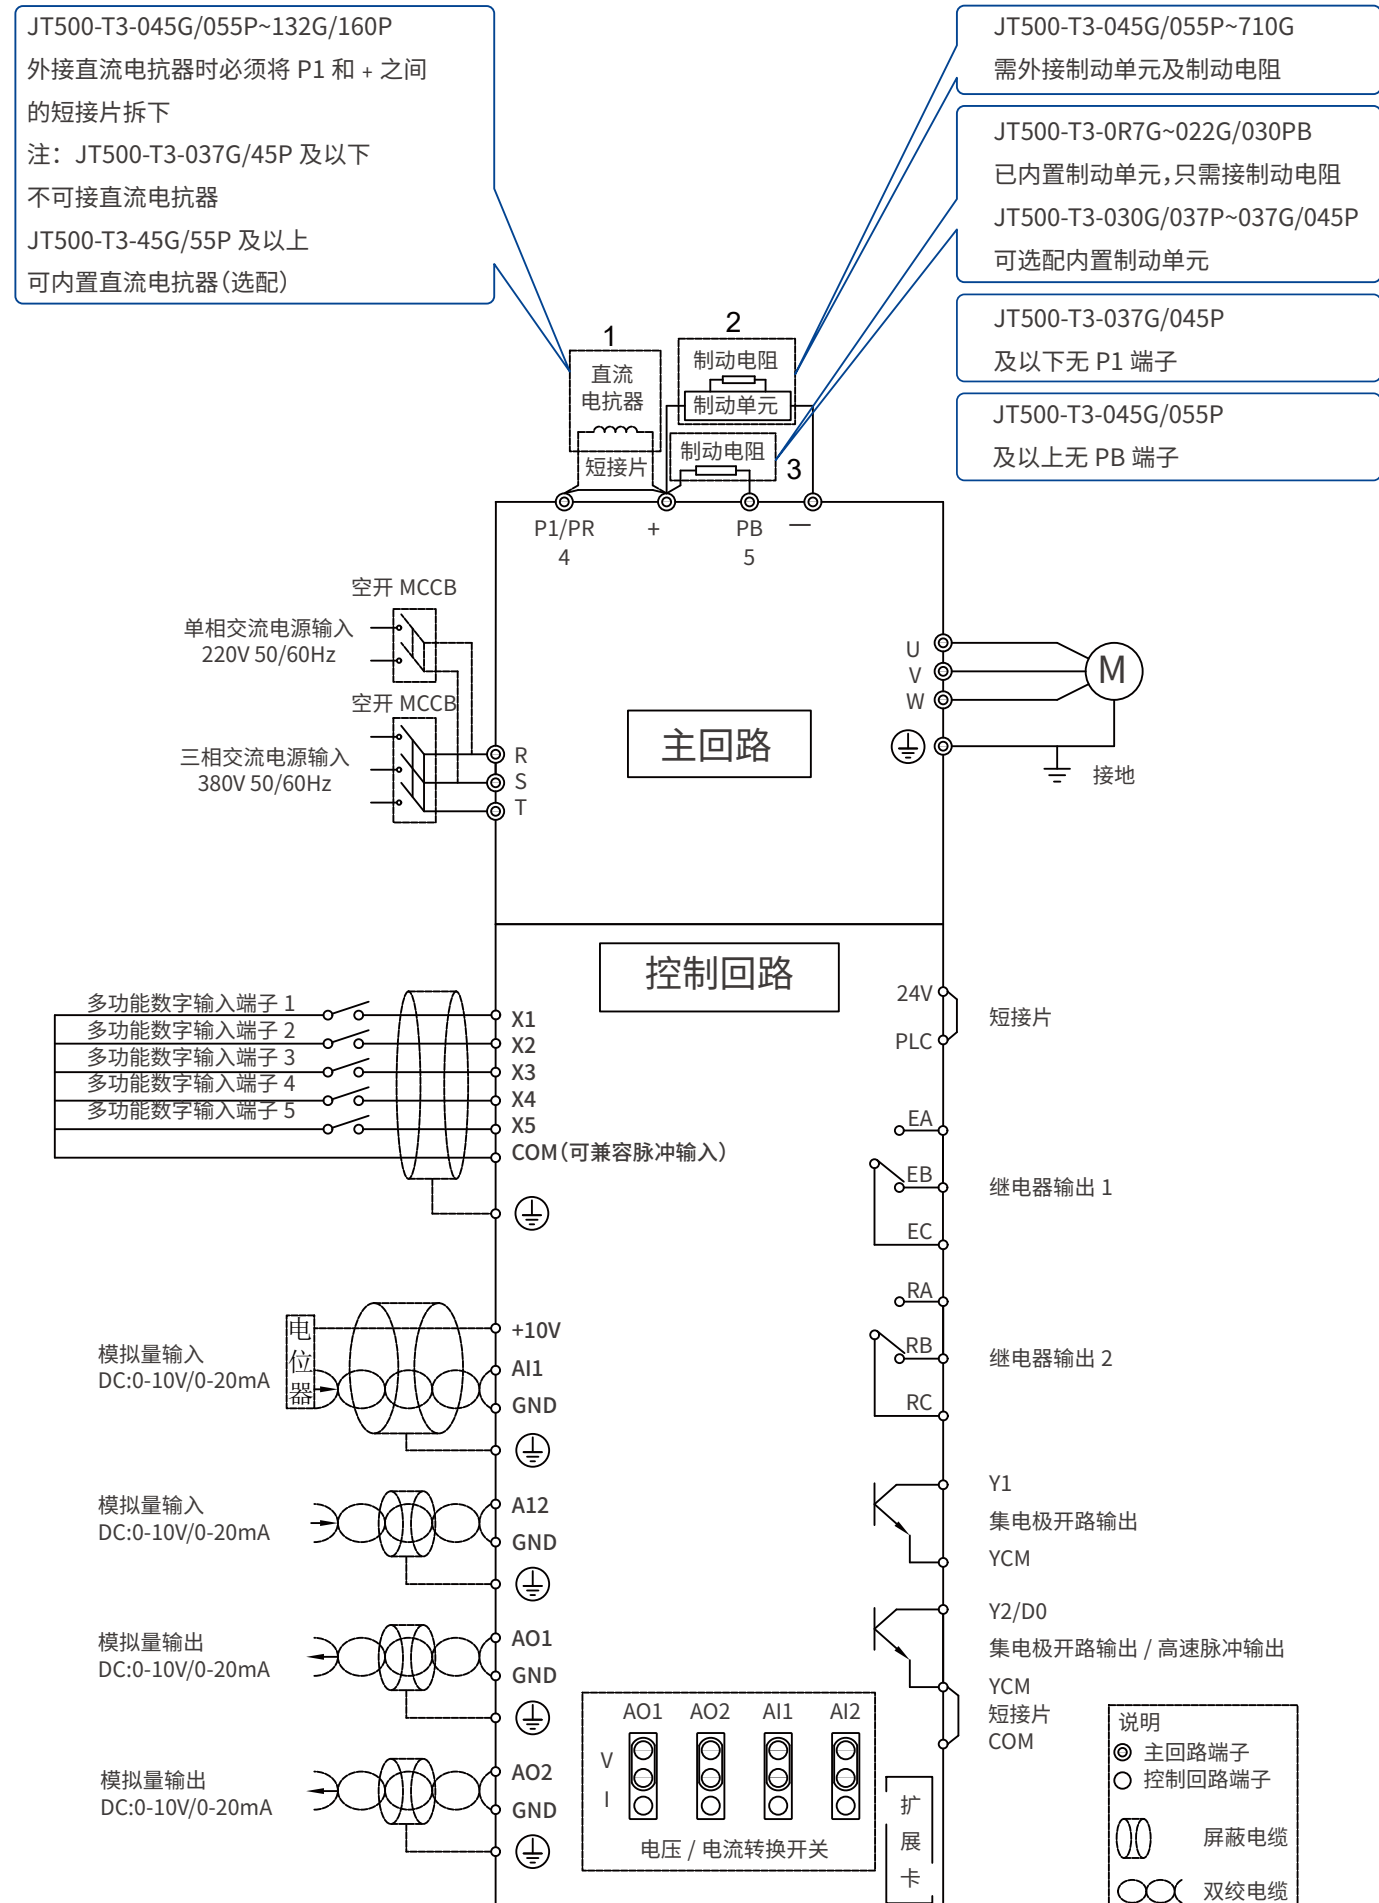 JT500-T3-045G/055P~132G/160P
外接直流电抗器时必须将 P1 和 + 之间
的短接片拆下
注：JT500-T3-037G/45P 及以下
不可接直流电抗器
JT500-T3-45G/55P 及以上
可内置直流电抗器(选配)
JT500-T3-045G/055P~710G
需外接制动单元及制动电阻
JT500-T3-0R7G~022G/030PB
已内置制动单元,只需接制动电阻
JT500-T3-030G/037P~037G/045P
可选配内置制动单元
JT500-T3-037G/045P
及以下无 P1 端子
JT500-T3-045G/055P
及以上无 PB 端子
1
直流
电抗器
短接片
2
制动电阻
制动单元
制动电阻
3
P1/PR
+
PB
—
4
5
空开 MCCB
单相交流电源输入
220V 50/60Hz
空开 MCCB
三相交流电源输入
380V 50/60Hz
R
S
T
主回路
U
V
W
M
接地
控制回路
多功能数字输入端子 1
多功能数字输入端子 2
多功能数字输入端子 3
多功能数字输入端子 4
多功能数字输入端子 5
X1
X2
X3
X4
X5
COM(可兼容脉冲输入)
24V
PLC
短接片
EA
EB
EC
继电器输出 1
RA
RB
RC
继电器输出 2
模拟量输入
DC:0-10V/0-20mA
电位器
+10V
AI1
GND
模拟量输入
DC:0-10V/0-20mA
A12
GND
模拟量输出
DC:0-10V/0-20mA
AO1
GND
模拟量输出
DC:0-10V/0-20mA
AO2
GND
Y1
集电极开路输出
YCM
Y2/D0
集电极开路输出 / 高速脉冲输出
YCM
短接片
COM
AO1 AO2 AI1 AI2
V
I
电压 / 电流转换开关
扩展卡
说明
主回路端子
控制回路端子
屏蔽电缆
双绞电缆